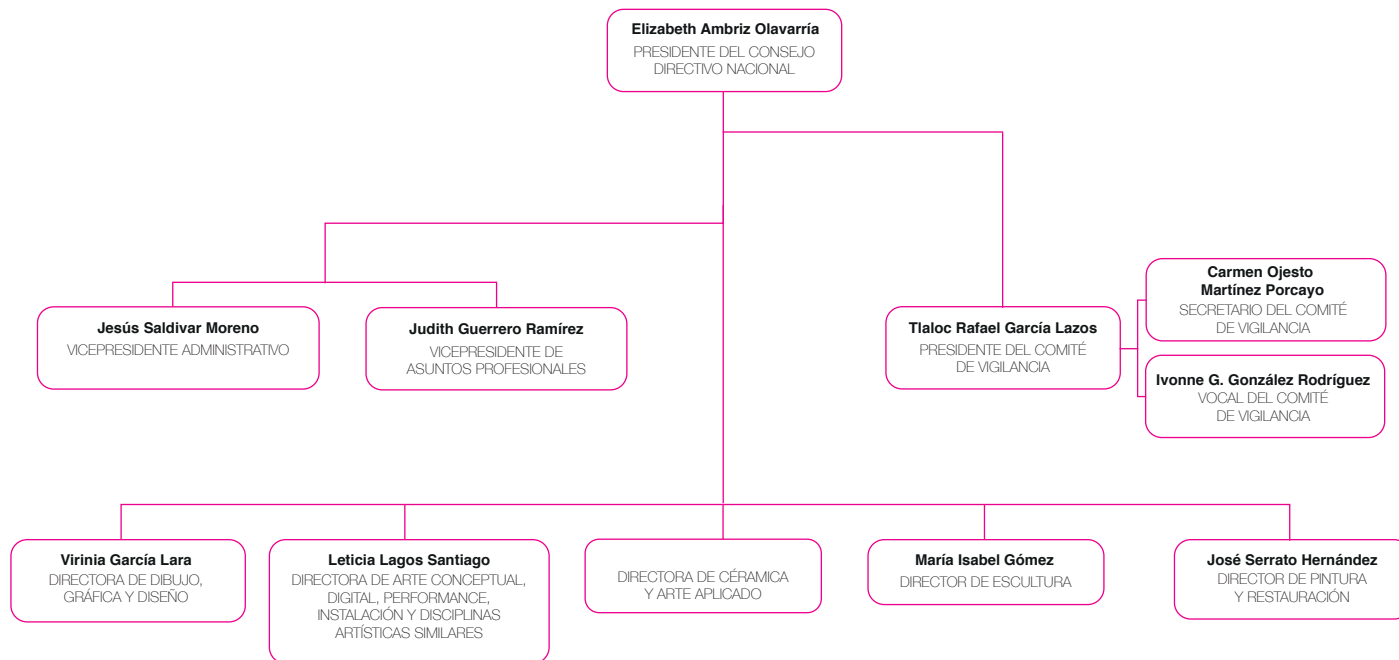 Elizabeth Ambriz Olavarría
PRESIDENTE DEL CONSEJO
DIRECTIVO NACIONAL
Jesús Saldivar Moreno
VICEPRESIDENTE ADMINISTRATIVO
Judith Guerrero Ramírez
VICEPRESIDENTE DE
ASUNTOS PROFESIONALES
Tlaloc Rafael García Lazos
PRESIDENTE DEL COMITÉ
DE VIGILANCIA
Carmen Ojesto
Martínez Porcayo
SECRETARIO DEL COMITÉ
DE VIGILANCIA
Ivonne G. González Rodríguez
VOCAL DEL COMITÉ
DE VIGILANCIA
Virinia García Lara
DIRECTORA DE DIBUJO,
GRÁFICA Y DISEÑO
Leticia Lagos Santiago
DIRECTORA DE ARTE CONCEPTUAL,
DIGITAL, PERFORMANCE,
INSTALACIÓN Y DISCIPLINAS
ARTÍSTICAS SIMILARES
DIRECTORA DE CÉRAMICA
Y ARTE APLICADO
María Isabel Gómez
DIRECTOR DE ESCULTURA
José Serrato Hernández
DIRECTOR DE PINTURA
Y RESTAURACIÓN